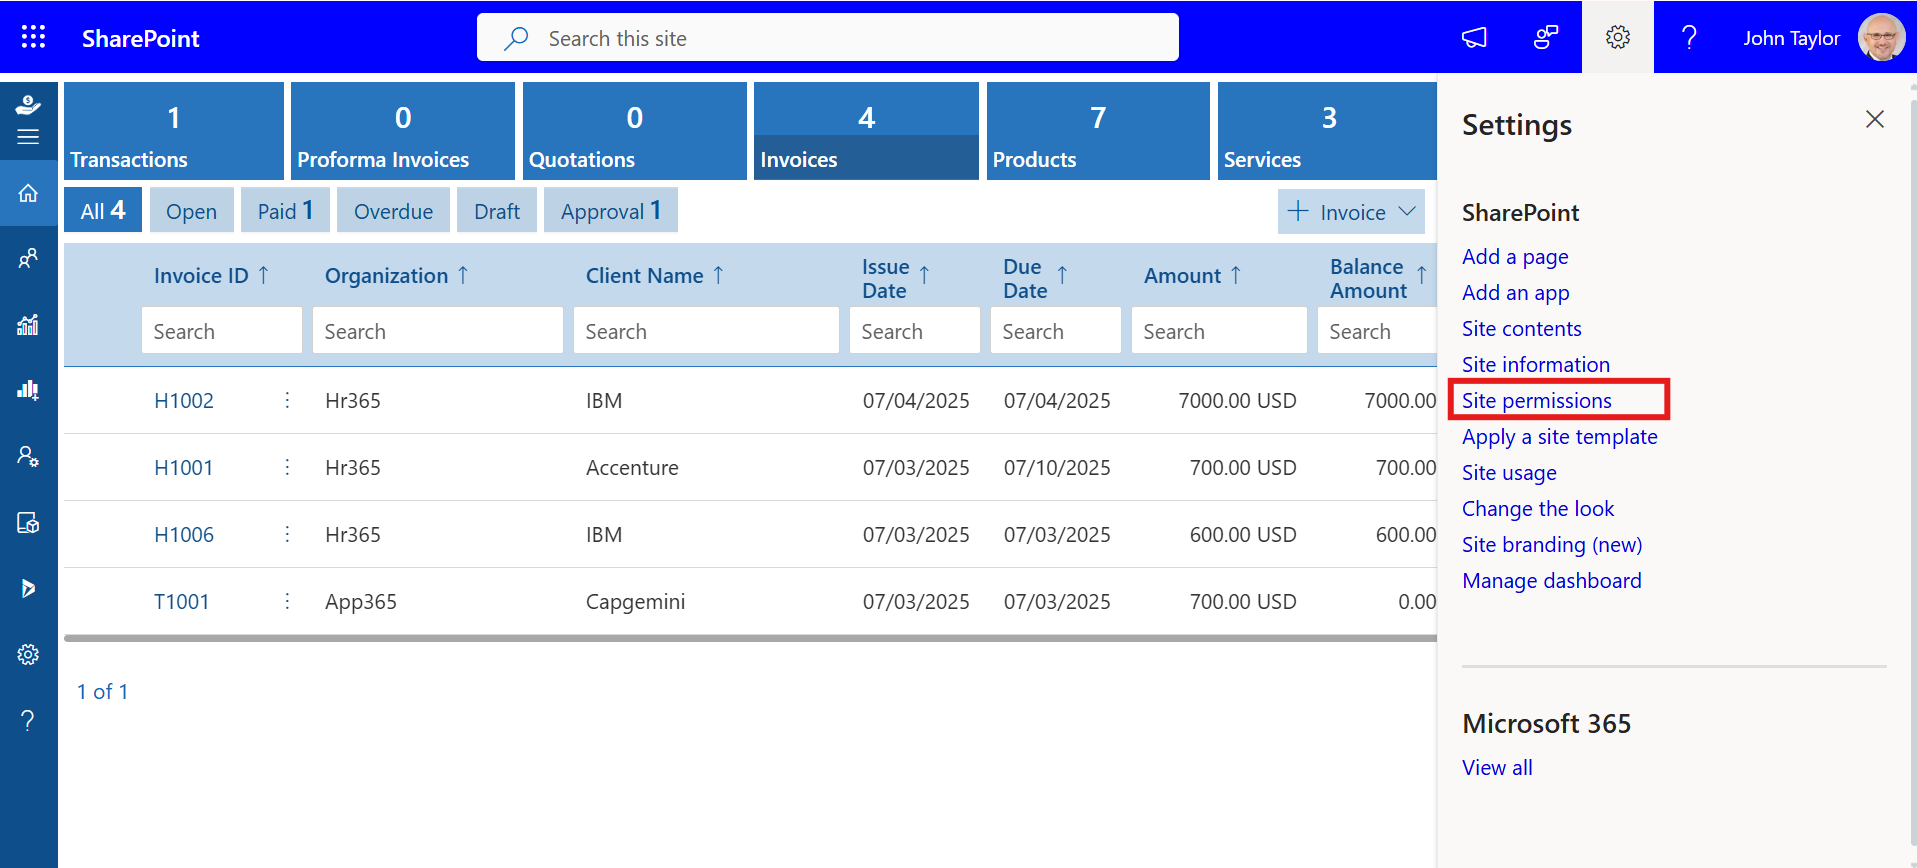 SharePoint
Search this site
John Taylor
1
Transactions
0
Proforma Invoices
0
Quotations
4
Invoices
7
Products
3
Services
All 4
Open
Paid 1
Overdue
Draft
Approval 1
Invoice
Invoice ID
Organization
Client Name
Issue Date
Due Date
Amount
Balance Amount
Search
Search
Search
Search
Search
Search
Search
H1002 Hr365 IBM 07/04/2025 07/04/2025 7000.00 USD 7000.00
H1001 Hr365 Accenture 07/03/2025 07/10/2025 700.00 USD 700.00
H1006 Hr365 IBM 07/03/2025 07/03/2025 600.00 USD 600.00
T1001 App365 Capgemini 07/03/2025 07/03/2025 700.00 USD 0.00
1 of 1
Settings
SharePoint
Add a page
Add an app
Site contents
Site information
Site permissions
Apply a site template
Site usage
Change the look
Site branding (new)
Manage dashboard
Microsoft 365
View all